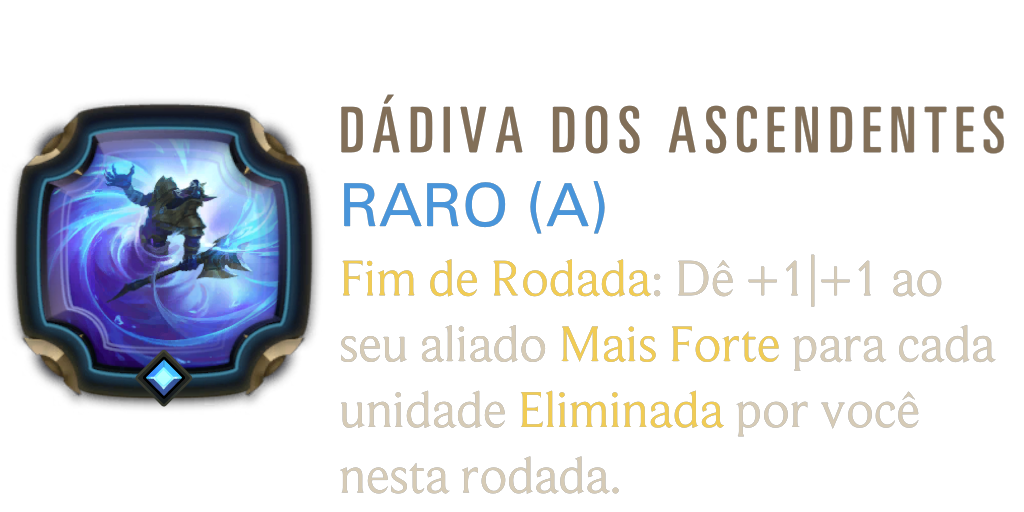 DÁDIVA DOS ASCENDENTES
RARO (A)
Fim de Rodada: Dê +1|+1 ao
seu aliado Mais Forte para cada
unidade Eliminada por você
nesta rodada.